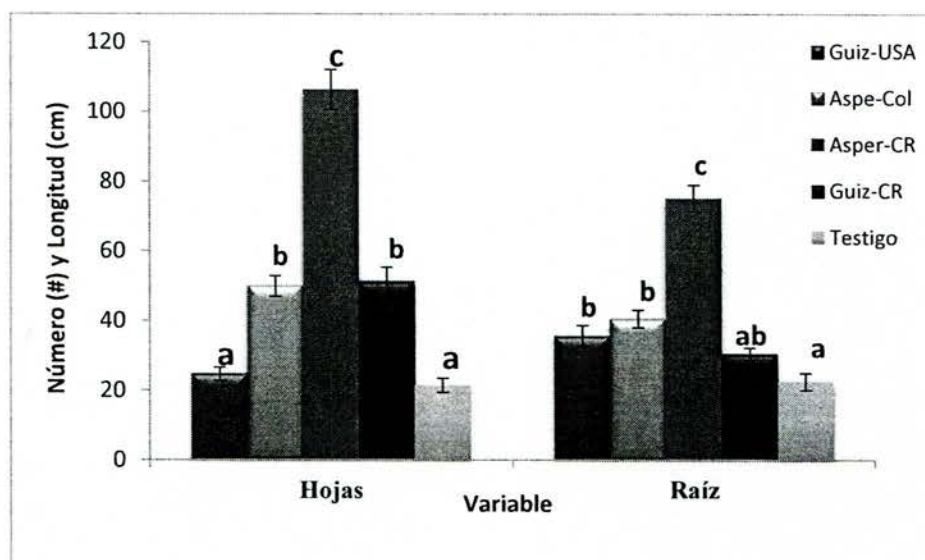 120
100
80
60
40
20
0
Número (#) y Longitud (cm)
a
b
c
b
a
b
b
c
ab
a
Hojas
Raíz
Variable
Guiz-USA
Aspe-Col
Asper-CR
Guiz-CR
Testigo